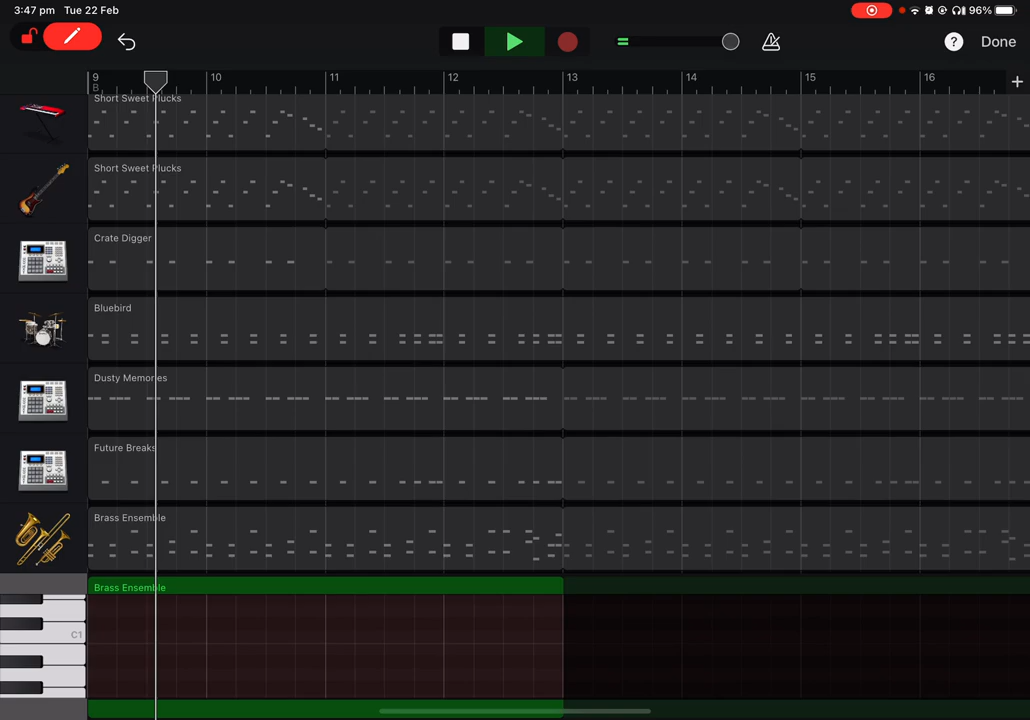 3:47 pm Tue 22 Feb 96%
? Done
9 10 11 12 13 14 15 16 +
B
Short Sweet Plucks
Short Sweet Plucks
Crate Digger
Bluebird
Dusty Memories
Future Breaks
Brass Ensemble
Brass Ensemble
C1